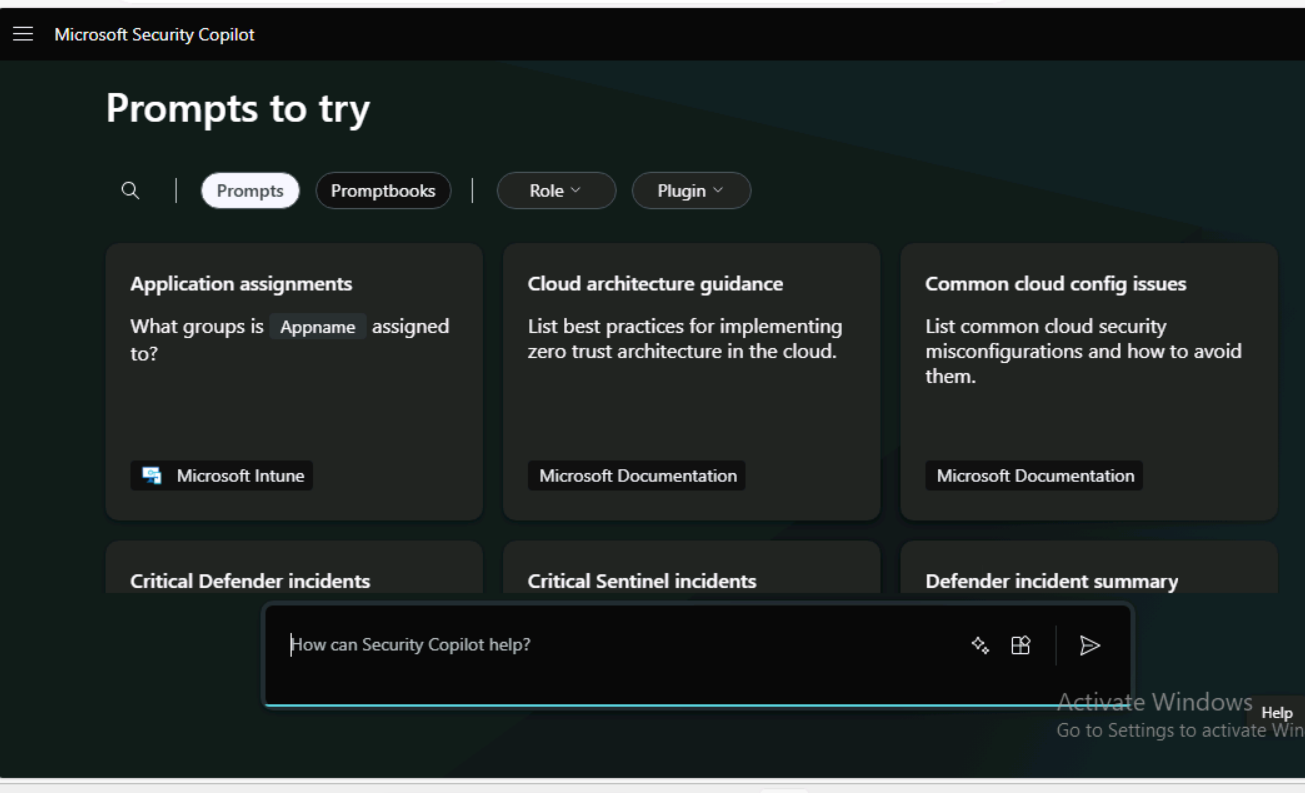 Microsoft Security Copilot
Prompts to try
Prompts
Promptbooks
Role
Plugin
Application assignments
What groups is Appname assigned
to?
Microsoft Intune
Cloud architecture guidance
List best practices for implementing
zero trust architecture in the cloud.
Microsoft Documentation
Common cloud config issues
List common cloud security
misconfigurations and how to avoid
them.
Microsoft Documentation
Critical Defender incidents
Critical Sentinel incidents
Defender incident summary
How can Security Copilot help?
Activate Windows
Go to Settings to activate Win
Help